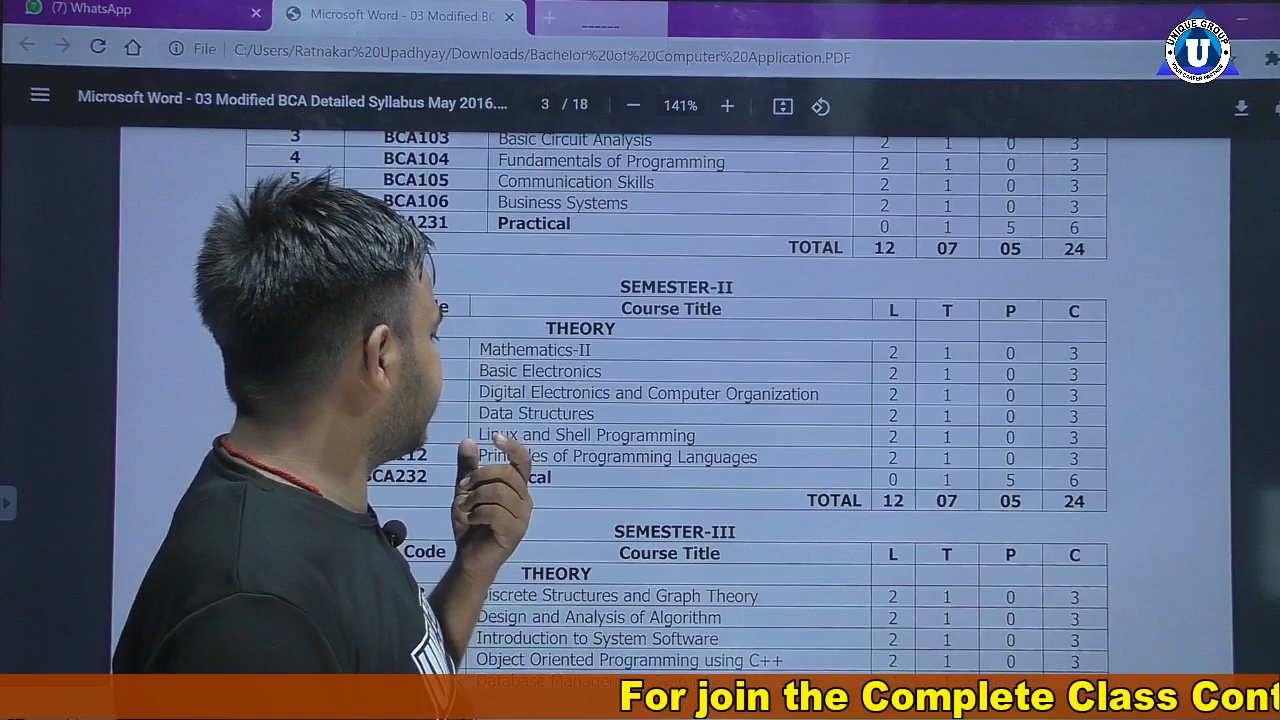 (7) WhatsApp
Microsoft Word - 03 Modified BC
UNIQUE GROUP
U
YOUR CAREER PARTNER
File C:/Users/Ratnakar%20Upadhyay/Downloads/Bachelor%20of%20Computer%20Application.PDF
Microsoft Word - 03 Modified BCA Detailed Syllabus May 2016.... 3 / 18 141%
3 BCA103 Basic Circuit Analysis 2 1 0 3
4 BCA104 Fundamentals of Programming 2 1 0 3
5 BCA105 Communication Skills 2 1 0 3
BCA106 Business Systems 2 1 0 3
CA231 Practical 0 1 5 6
TOTAL 12 07 05 24
SEMESTER-II
e Course Title L T P C
THEORY
Mathematics-II 2 1 0 3
Basic Electronics 2 1 0 3
Digital Electronics and Computer Organization 2 1 0 3
Data Structures 2 1 0 3
Linux and Shell Programming 2 1 0 3
112 Principles of Programming Languages 2 1 0 3
BCA232 cal 0 1 5 6
TOTAL 12 07 05 24
SEMESTER-III
Code Course Title L T P C
THEORY
Discrete Structures and Graph Theory 2 1 0 3
Design and Analysis of Algorithm 2 1 0 3
Introduction to System Software 2 1 0 3
Object Oriented Programming using C++ 2 1 0 3
For join the Complete Class Cont